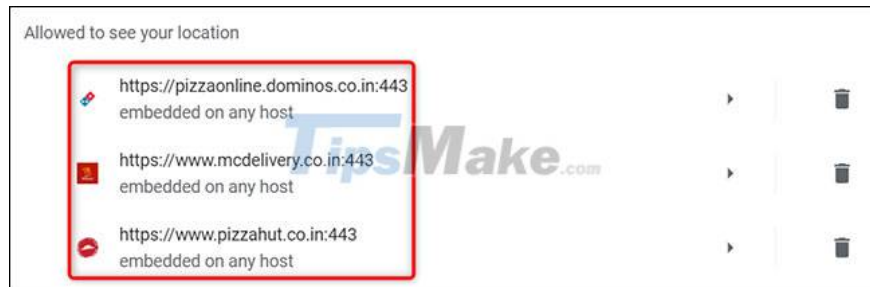 Allowed to see your location
https://pizzaonline.dominos.co.in:443
embedded on any host
TipsMake.com
https://www.mcdelivery.co.in:443
embedded on any host
https://www.pizzahut.co.in:443
embedded on any host